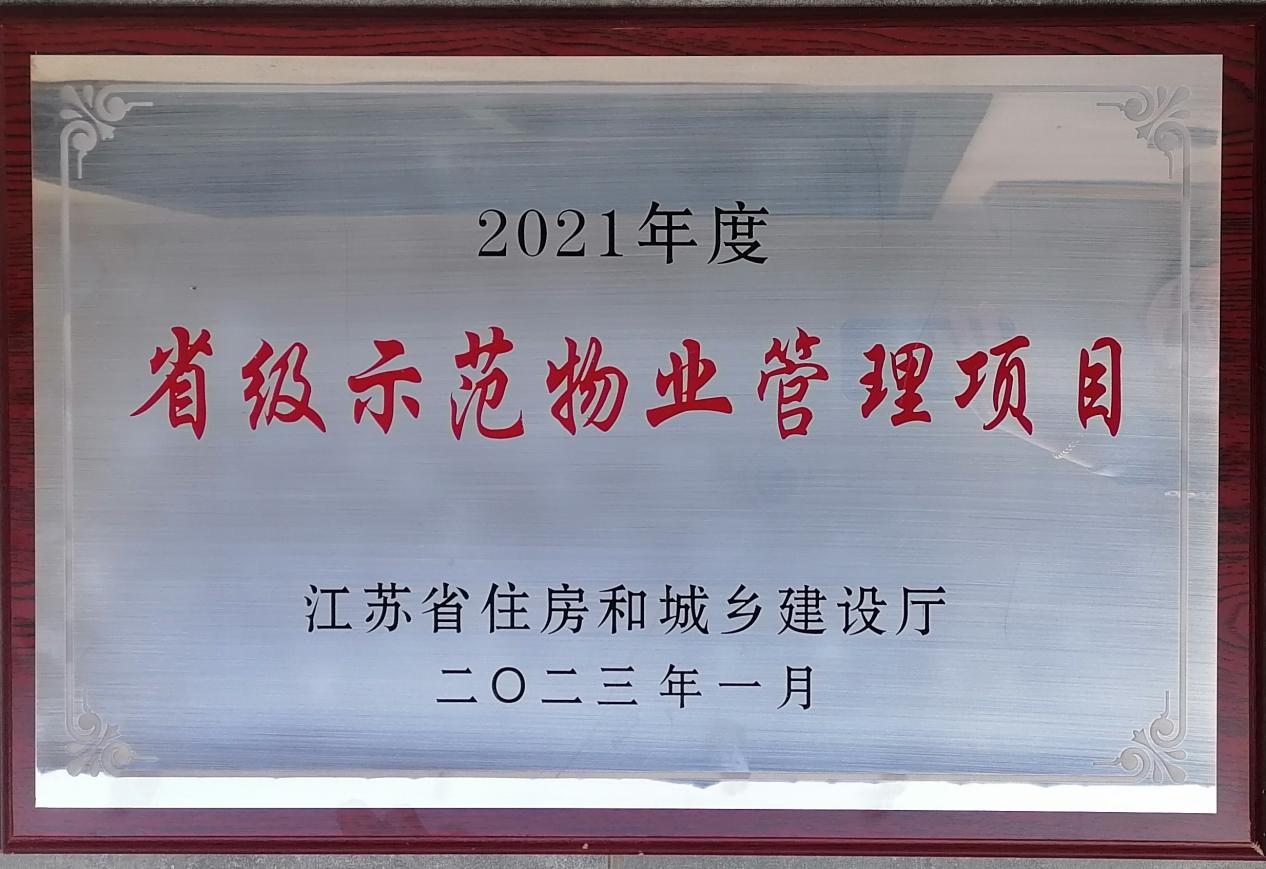 2021年度
省级示范物业管理项目
江苏省住房和城乡建设厅
二〇二三年一月